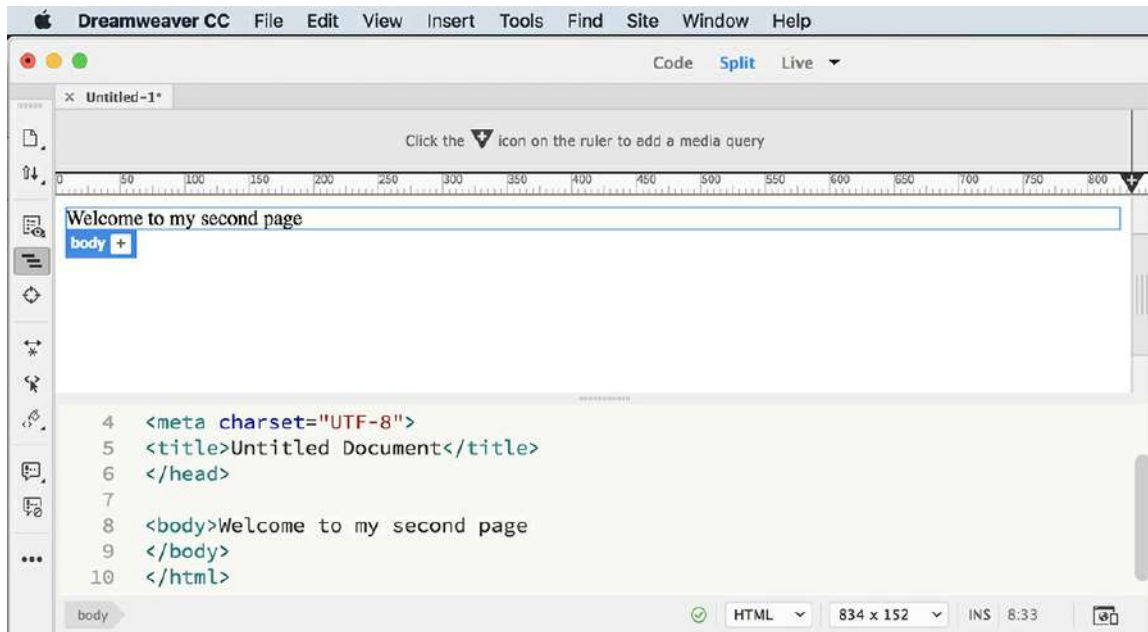 Dreamweaver CC File Edit View Insert Tools Find Site Window Help
Code Split Live
× Untitled-1*
Click the icon on the ruler to add a media query
0 50 100 150 200 250 300 350 400 450 500 550 600 650 700 750 800
Welcome to my second page
body +
4 <meta charset="UTF-8">
5 <title>Untitled Document</title>
6 </head>
7
8 <body>Welcome to my second page
9 </body>
10 </html>
body HTML 834 x 152 INS 8:33